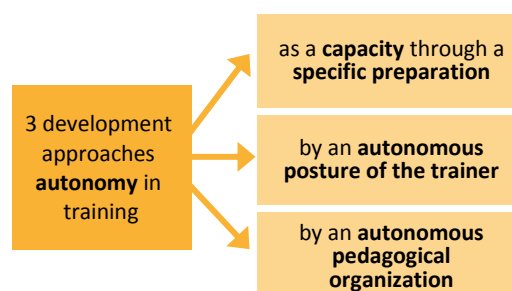 3 development
approaches
autonomy in
training
as a capacity through a
specific preparation
by an autonomous
posture of the trainer
by an autonomous
pedagogical
organization